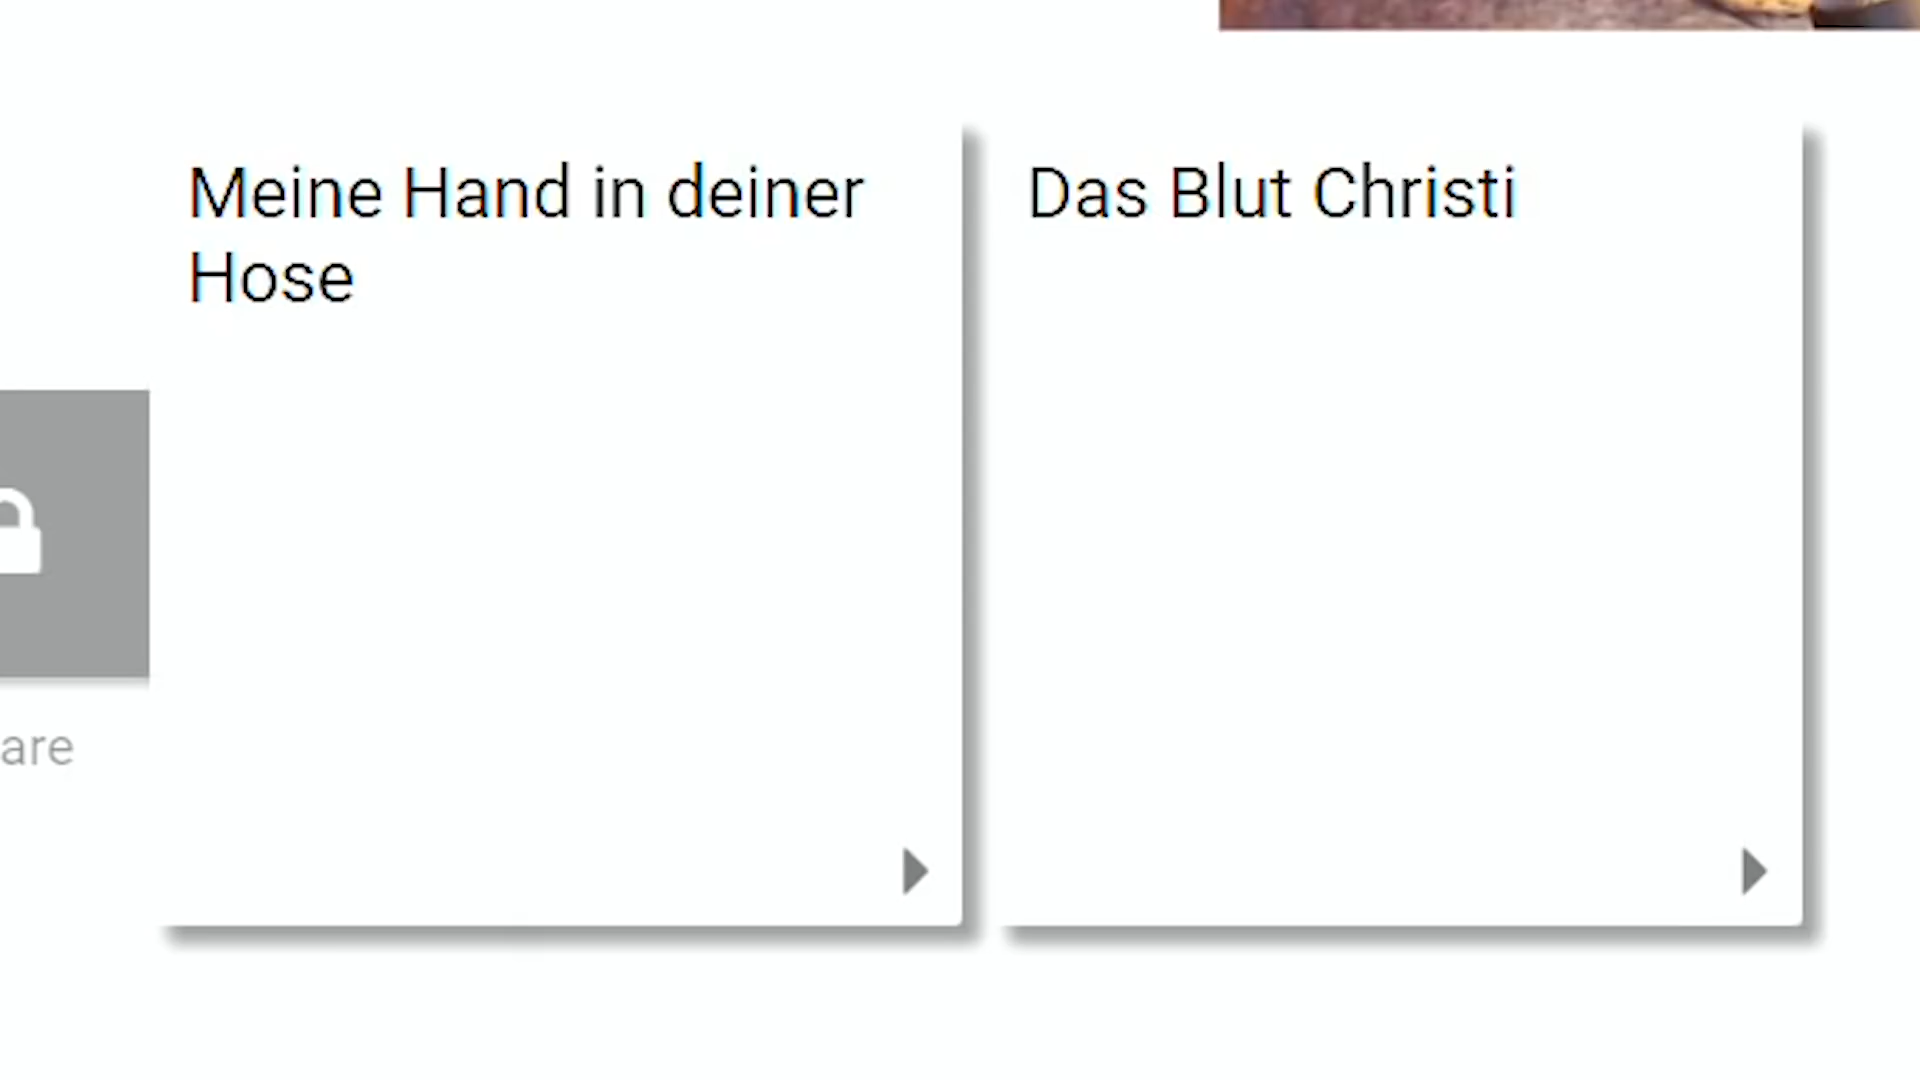 Meine Hand in deiner
Hose
Das Blut Christi
are